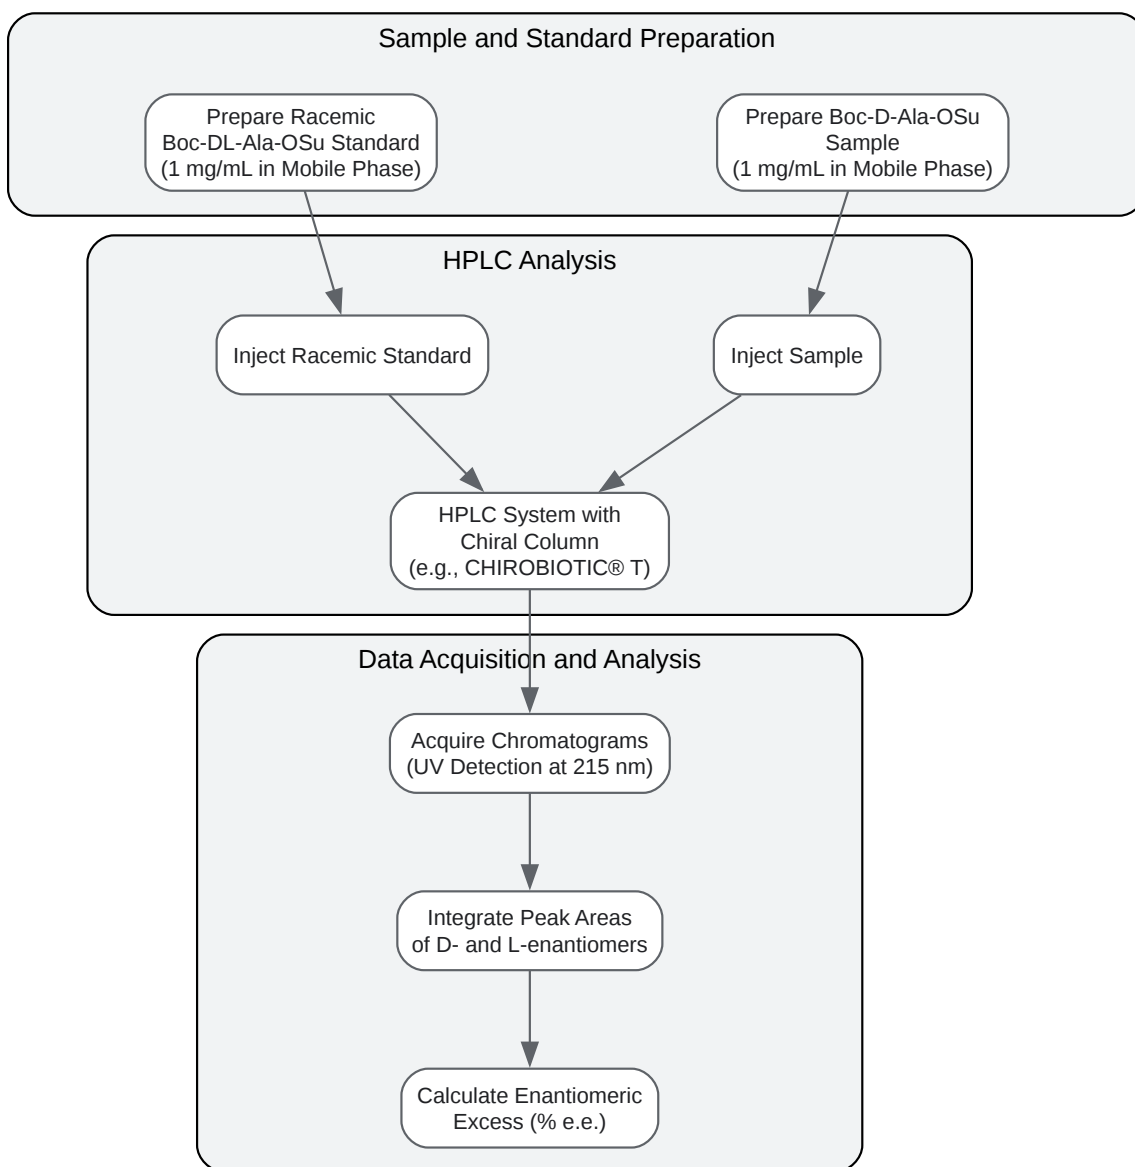 Sample and Standard Preparation
Prepare Racemic
Boc-DL-Ala-OSu Standard
(1 mg/mL in Mobile Phase)
Prepare Boc-D-Ala-OSu
Sample
(1 mg/mL in Mobile Phase)
HPLC Analysis
Inject Racemic Standard
Inject Sample
HPLC System with
Chiral Column
(e.g., CHIROBIOTIC® T)
Data Acquisition and Analysis
Acquire Chromatograms
(UV Detection at 215 nm)
Integrate Peak Areas
of D- and L-enantiomers
Calculate Enantiomeric
Excess (% e.e.)